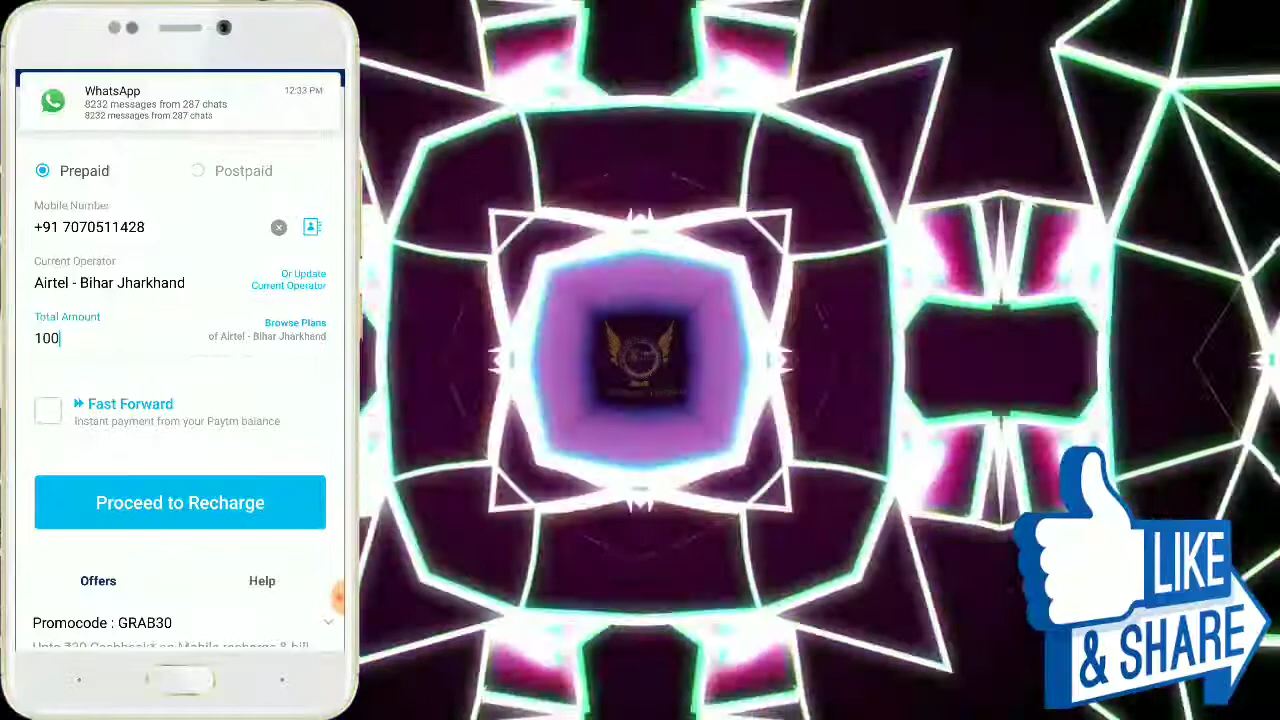 WhatsApp
12:33 PM
8232 messages from 287 chats
8232 messages from 287 chats
Prepaid
Postpaid
Mobile Number
+91 7070511428
Current Operator
Airtel - Bihar Jharkhand
Or Update
Current Operator
Total Amount
100
Browse Plans
of Airtel - Bihar Jharkhand
Fast Forward
Instant payment from your Paytm balance
Proceed to Recharge
Offers
Help
Promocode : GRAB30
LIKE
& SHARE